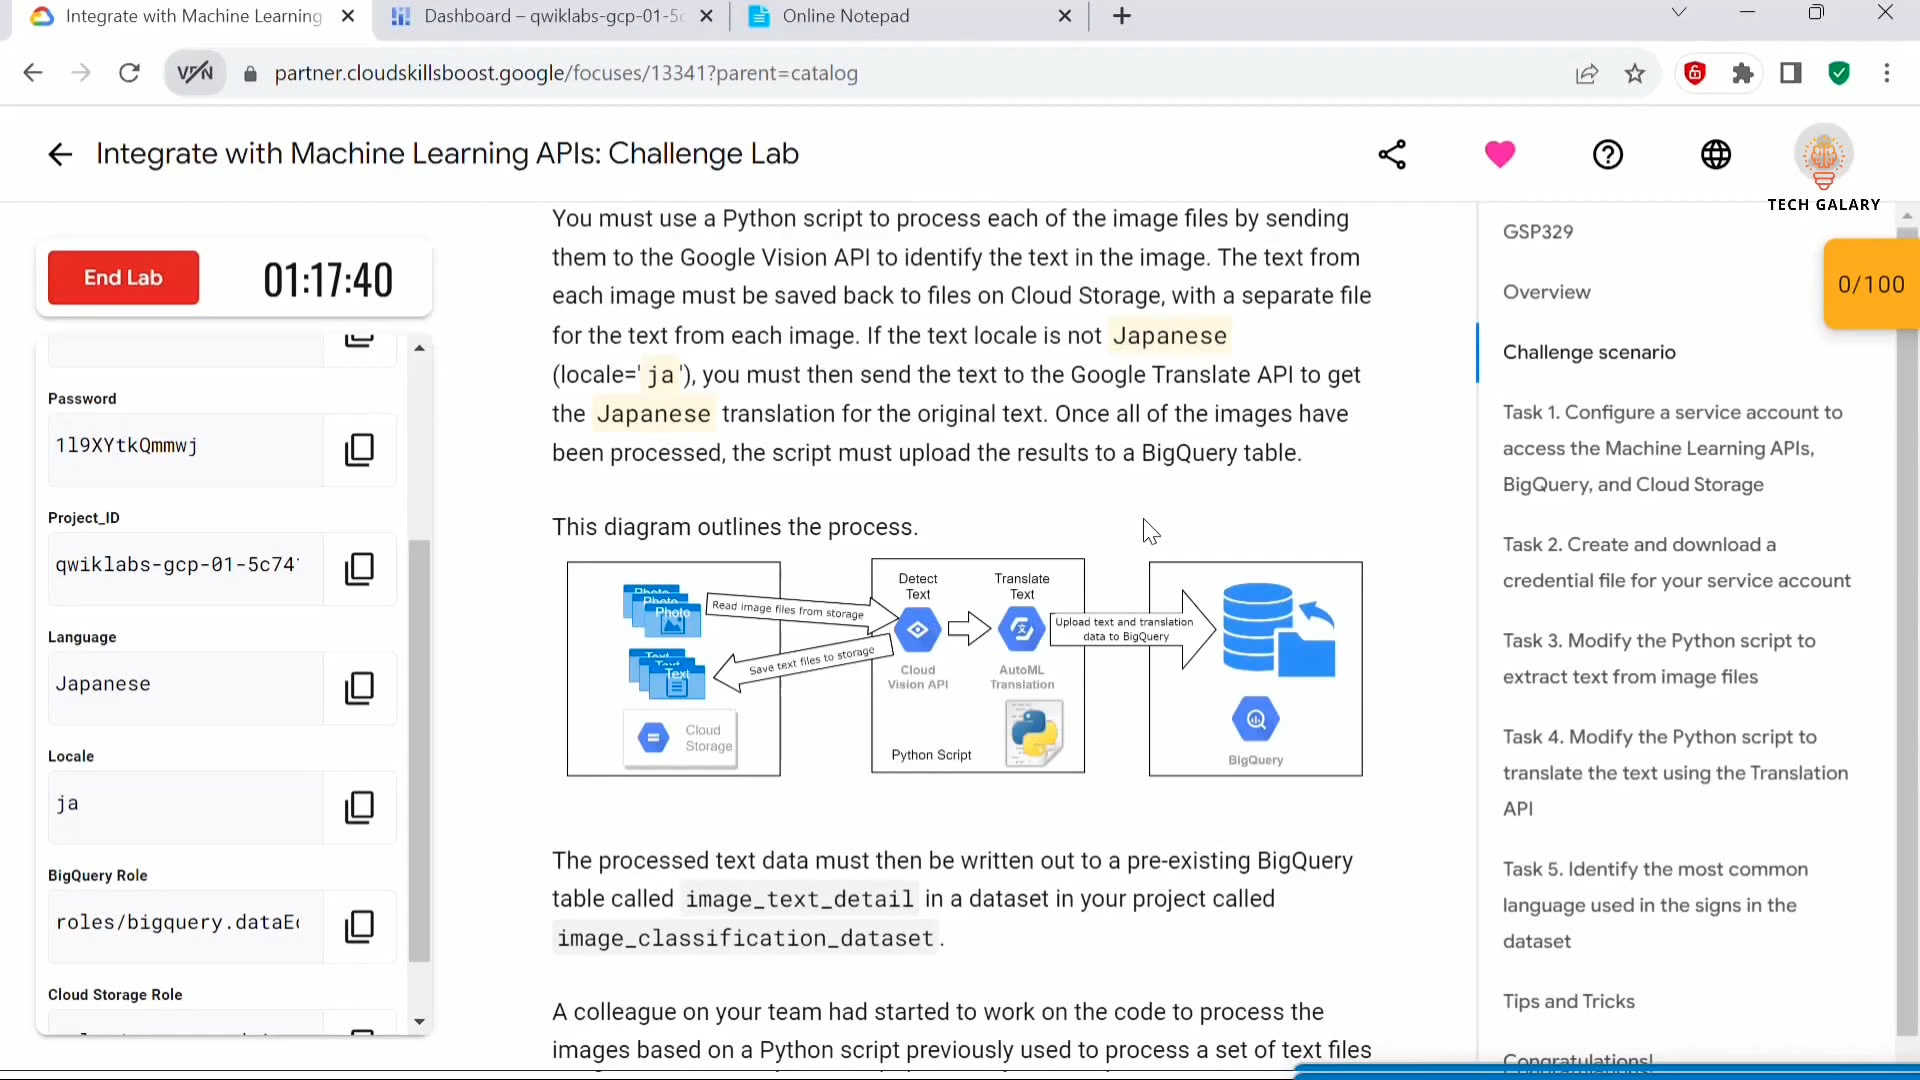 Integrate with Machine Learning
Dashboard – qwiklabs-gcp-01-5c
Online Notepad
VPN
partner.cloudskillsboost.google/focuses/13341?parent=catalog
Integrate with Machine Learning APIs: Challenge Lab
TECH GALARY
End Lab
01:17:40
Password
1l9XYtkQmmwj
Project_ID
qwiklabs-gcp-01-5c74
Language
Japanese
Locale
ja
BigQuery Role
roles/bigquery.dataE
Cloud Storage Role
You must use a Python script to process each of the image files by sending
them to the Google Vision API to identify the text in the image. The text from
each image must be saved back to files on Cloud Storage, with a separate file
for the text from each image. If the text locale is not Japanese
(locale=' ja '), you must then send the text to the Google Translate API to get
the Japanese translation for the original text. Once all of the images have
been processed, the script must upload the results to a BigQuery table.
This diagram outlines the process.
Photo
Photo
Photo
Text
Text
Text
Cloud
Storage
Read image files from storage
Save text files to storage
Detect
Text
Translate
Text
Cloud
Vision API
AutoML
Translation
Python Script
Upload text and translation
data to BigQuery
BigQuery
The processed text data must then be written out to a pre-existing BigQuery
table called image_text_detail in a dataset in your project called
image_classification_dataset .
A colleague on your team had started to work on the code to process the
images based on a Python script previously used to process a set of text files
GSP329
Overview
Challenge scenario
Task 1. Configure a service account to
access the Machine Learning APIs,
BigQuery, and Cloud Storage
Task 2. Create and download a
credential file for your service account
Task 3. Modify the Python script to
extract text from image files
Task 4. Modify the Python script to
translate the text using the Translation
API
Task 5. Identify the most common
language used in the signs in the
dataset
Tips and Tricks
Congratulations!
0/100